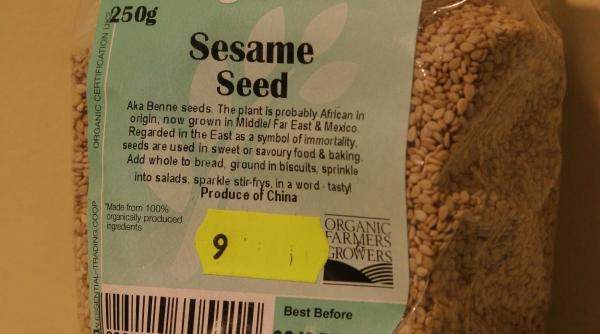 250g
Sesame
Seed
Aka Benne seeds. The plant is probably African in
origin, now grown in Middle/ Far East & Mexico.
Regarded in the East as a symbol of immortality.
seeds are used in sweet or savoury food & baking.
Add whole to bread, ground in biscuits, sprinkle
into salads, sparkle stir-frys, in a word - tasty!
Produce of China
*Made from 100%
organically produced
ingredients
9
ORGANIC
FARMERS
&
GROWERS
Best Before
ORGANIC CERTIFICATION UK
ESSENTIAL-TRADING COOP